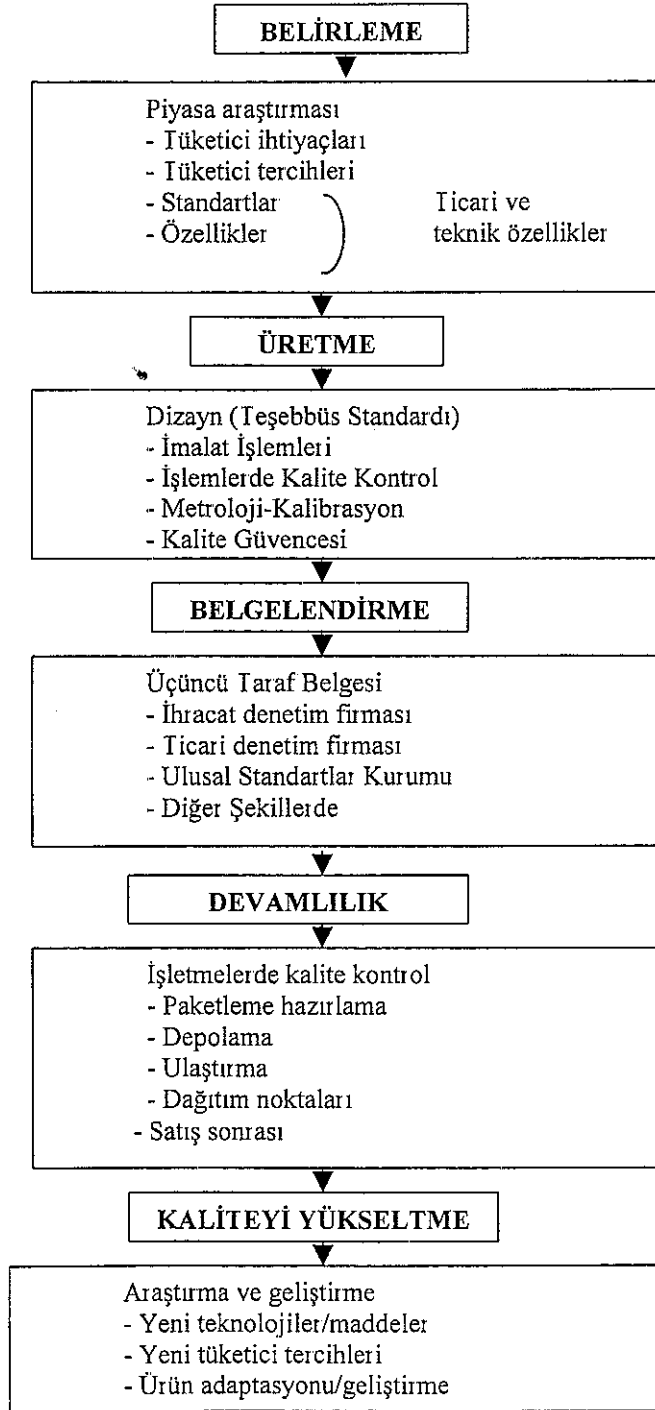 BELİRLEME
Piyasa araştırması
- Tüketici ihtiyaçları
- Tüketici tercihleri
- Standartlar
- Özellikler
Ticari ve
teknik özellikler
ÜRETME
Dizayn (Teşebbüs Standardı)
- İmalat İşlemleri
- İşlemlerde Kalite Kontrol
- Metroloji-Kalibrasyon
- Kalite Güvencesi
BELGELENDİRME
Üçüncü Taraf Belgesi
- İhracat denetim firması
- Ticari denetim firması
- Ulusal Standartlar Kurumu
- Diğer Şekillerde
DEVAMLILIK
İşletmelerde kalite kontrol
- Paketleme hazırlama
- Depolama
- Ulaştırma
- Dağıtım noktaları
- Satış sonrası
KALİTEYİ YÜKSELTME
Araştırma ve geliştirme
- Yeni teknolojiler/maddeler
- Yeni tüketici tercihleri
- Ürün adaptasyonu/geliştirme